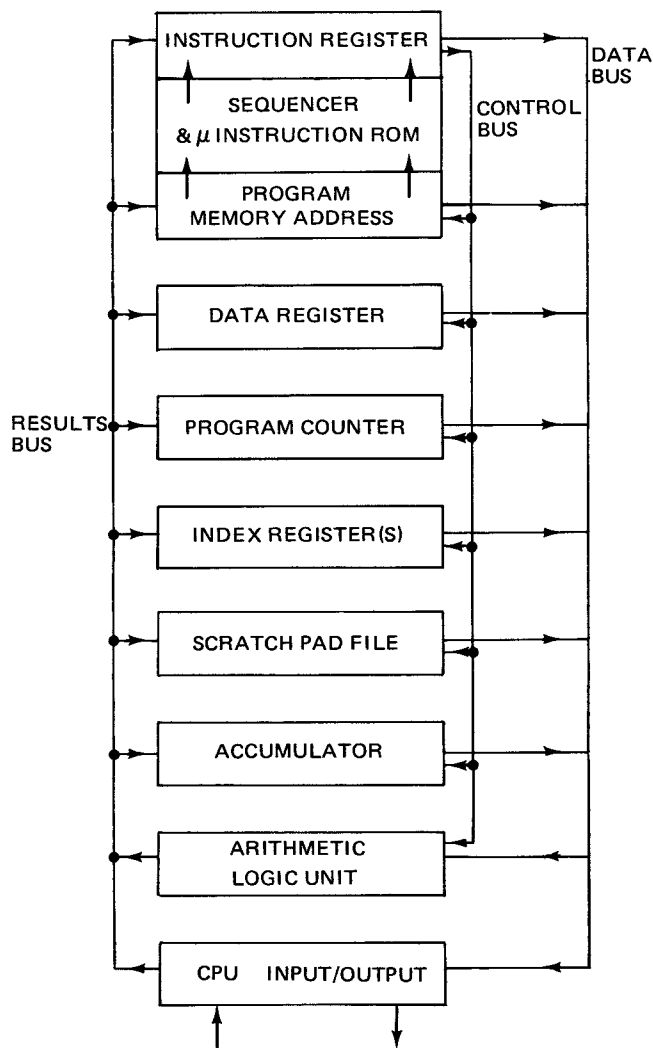 INSTRUCTION REGISTER
DATA
BUS
SEQUENCER
& μ INSTRUCTION ROM
CONTROL
BUS
PROGRAM
MEMORY ADDRESS
DATA REGISTER
RESULTS
BUS
PROGRAM COUNTER
INDEX REGISTER(S)
SCRATCH PAD FILE
ACCUMULATOR
ARITHMETIC
LOGIC UNIT
CPU INPUT/OUTPUT